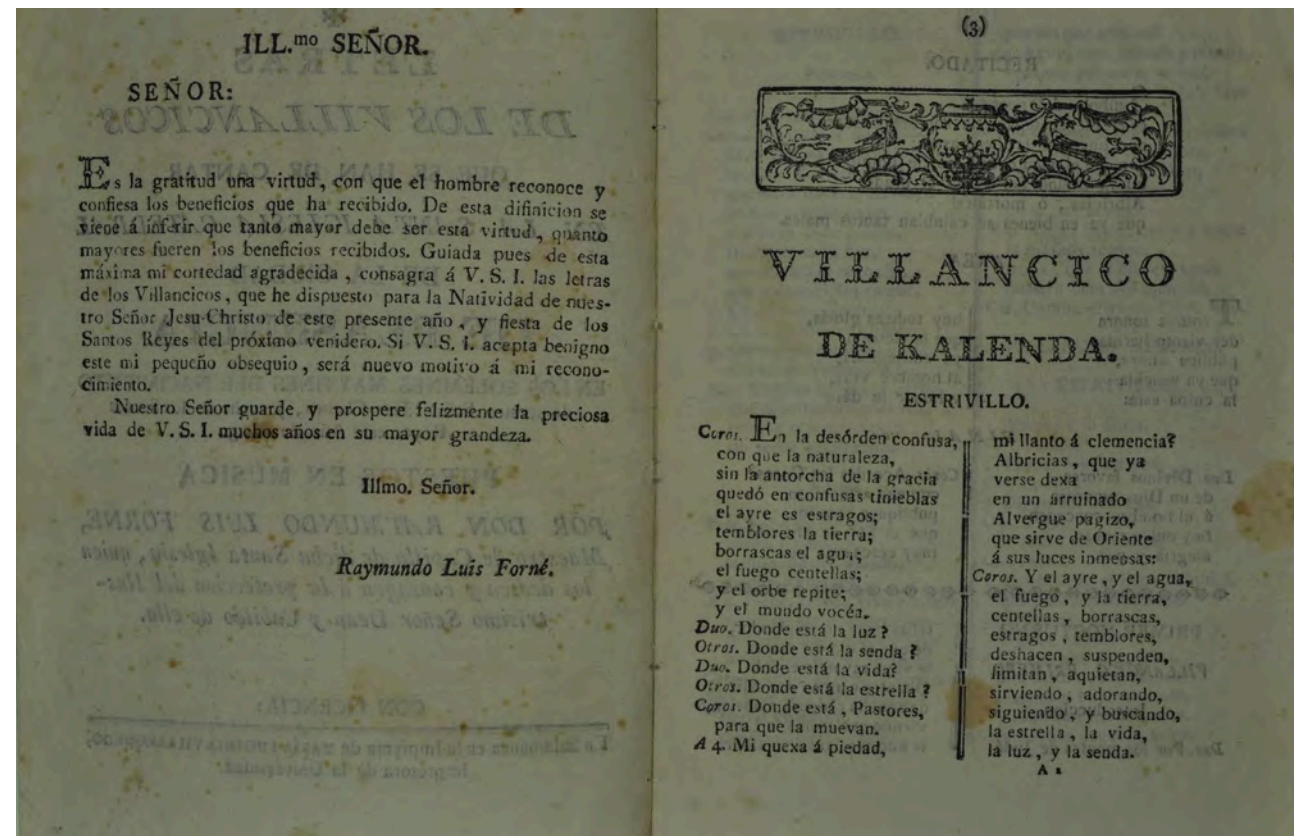 ILL.mo SEÑOR.
SEÑOR:
Es la gratitud una virtud, con que el hombre reconoce y
confiesa los beneficios que ha recibido. De esta difinicion se
viene á inferir que tanto mayor debe ser esta virtud, quanto
mayores fueren los beneficios recibidos. Guiada pues de esta
máxima mi cortedad agradecida, consagra á V. S. I. las letras
de los Villancicos, que he dispuesto para la Natividad de nues-
tro Señor Jesu-Christo de este presente año, y fiesta de los
Santos Reyes del próximo venidero. Si V. S. I. acepta benigno
este mi pequeño obsequio, será nuevo motivo á mi recono-
cimiento.
Nuestro Señor guarde y prospere felizmente la preciosa
vida de V. S. I. muchos años en su mayor grandeza.
Illmo. Señor.
Raymundo Luis Forné.
(3)
VILLANCICO
DE KALENDA.
ESTRIVILLO.
Coros. En la desórden confusa,
con que la naturaleza,
sin la antorcha de la gracia
quedó en confusas tinieblas
el ayre es estragos;
temblores la tierra;
borrascas el agua;
el fuego centellas;
y el orbe repite;
y el mundo vocéa.
Duo. Donde está la luz?
Otros. Donde está la senda?
Duo. Donde está la vida?
Otros. Donde está la estrella?
Coros. Donde está, Pastores,
para que la muevan.
A 4. Mi quexa á piedad,
mi llanto á clemencia?
Albricias, que ya
verse dexa
en un arruinado
Alvergue pagizo,
que sirve de Oriente
á sus luces inmensas:
Coros. Y el ayre, y el agua,
el fuego, y la tierra,
centellas, borrascas,
estragos, temblores,
deshacen, suspenden,
limitan, aquietan,
sirviendo, adorando,
siguiendo, y buscando,
la estrella, la vida,
la luz, y la senda.
A 2